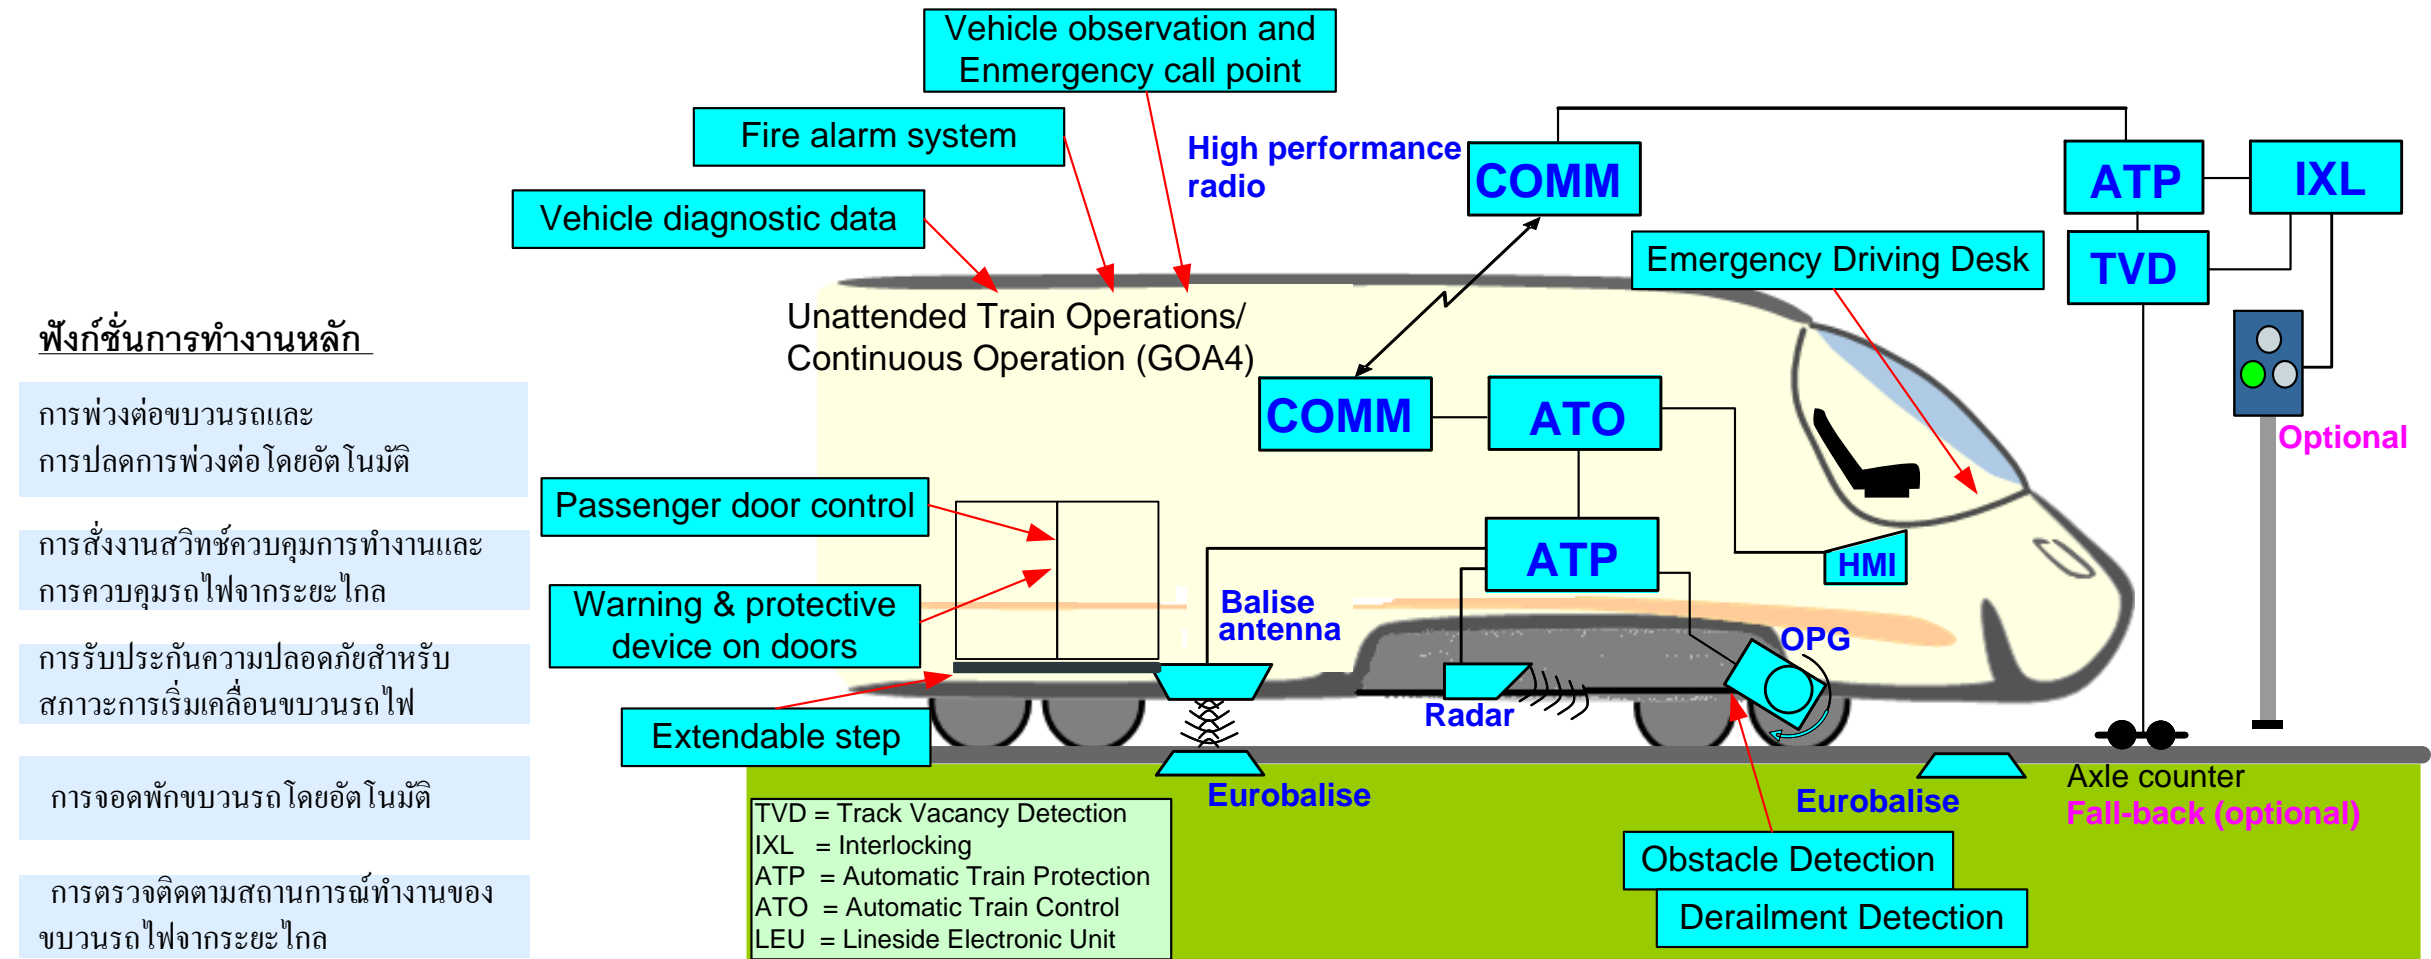 Vehicle observation and
Enmergency call point
Fire alarm system
High performance
radio
COMM
ATP
IXL
Vehicle diagnostic data
Emergency Driving Desk
TVD
Unattended Train Operations/
Continuous Operation (GOA4)
ฟังก์ชั่นการทำงานหลัก
การพ่วงต่อขบวนรถและ
การปลดการพ่วงต่อโดยอัตโนมัติ
การสั่งงานสวิทช์ควบคุมการทำงานและ
การควบคุมรถไฟจากระยะไกล
การรับประกันความปลอดภัยสำหรับ
สภาวะการเริ่มเคลื่อนขบวนรถไฟ
การจอดพักขบวนรถโดยอัตโนมัติ
การตรวจติดตามสถานการณ์ทำงานของ
ขบวนรถไฟจากระยะไกล
COMM
ATO
Optional
Passenger door control
ATP
HMI
Warning & protective
device on doors
Balise
antenna
OPG
Radar
Extendable step
Eurobalise
Eurobalise
Axle counter
Fall-back (optional)
TVD = Track Vacancy Detection
IXL = Interlocking
ATP = Automatic Train Protection
ATO = Automatic Train Control
LEU = Lineside Electronic Unit
Obstacle Detection
Derailment Detection